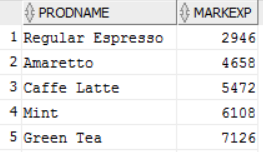 PRODNAME MARKEXP
1 Regular Espresso 2946
2 Amaretto 4658
3 Caffe Latte 5472
4 Mint 6108
5 Green Tea 7126